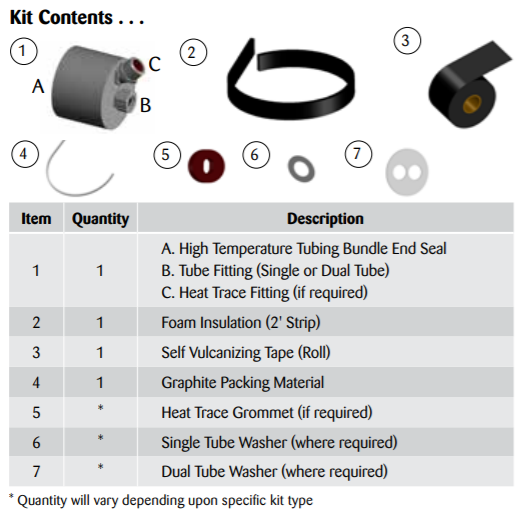 Kit Contents . . .
1
A
C
B
2
3
4
5
6
7
Item Quantity Description
1 1 A. High Temperature Tubing Bundle End Seal
B. Tube Fitting (Single or Dual Tube)
C. Heat Trace Fitting (if required)
2 1 Foam Insulation (2' Strip)
3 1 Self Vulcanizing Tape (Roll)
4 1 Graphite Packing Material
5 * Heat Trace Grommet (if required)
6 * Single Tube Washer (where required)
7 * Dual Tube Washer (where required)
* Quantity will vary depending upon specific kit type